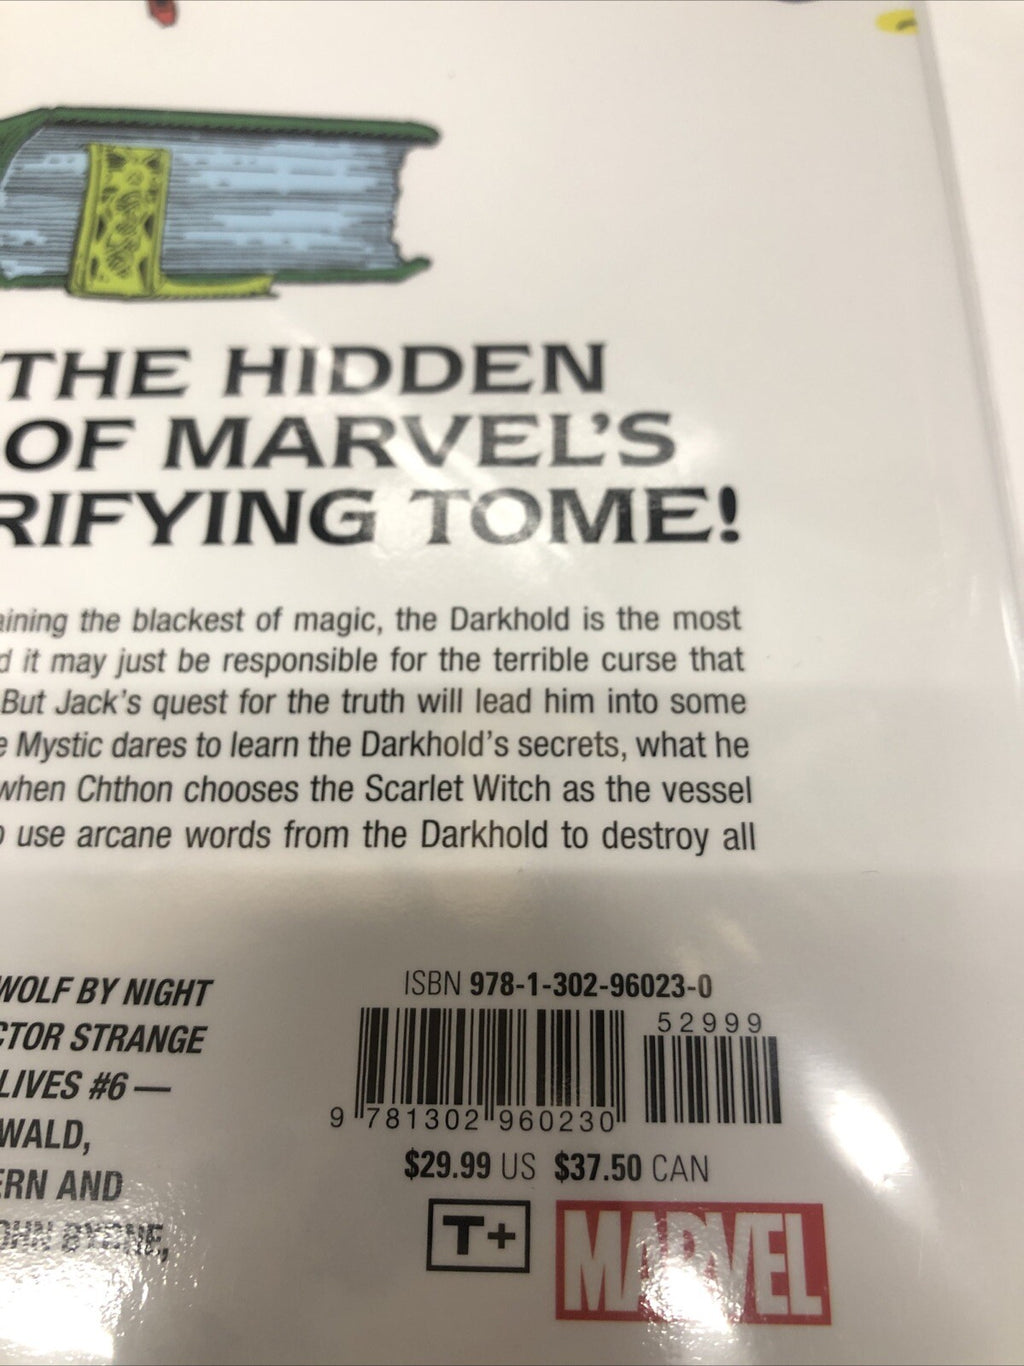 THE HIDDEN
OF MARVEL'S
RIFYING TOME!
aining the blackest of magic, the Darkhold is the most
d it may just be responsible for the terrible curse that
But Jack's quest for the truth will lead him into some
e Mystic dares to learn the Darkhold's secrets, what he
when Chthon chooses the Scarlet Witch as the vessel
o use arcane words from the Darkhold to destroy all
WOLF BY NIGHT
CTOR STRANGE
LIVES #6 —
WALD,
ERN AND
OHN BYRNE,
ISBN 978-1-302-96023-0
52999
9 781302 960230
$29.99 US $37.50 CAN
T+
MARVEL